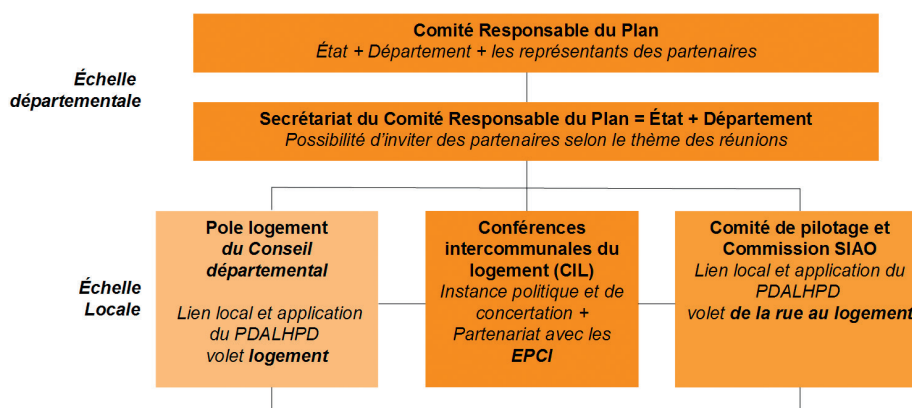 Comité Responsable du Plan
État + Département + les représentants des partenaires
Échelle
départementale
Secrétariat du Comité Responsable du Plan = État + Département
Possibilité d’inviter des partenaires selon le thème des réunions
Échelle
Locale
Pole logement
du Conseil
départemental
Lien local et application
du PDALHPD
volet logement
Conférences
intercommunales du
logement (CIL)
Instance politique et de
concertation +
Partenariat avec les
EPCI
Comité de pilotage et
Commission SIAO
Lien local et application du
PDALHPD
volet de la rue au logement